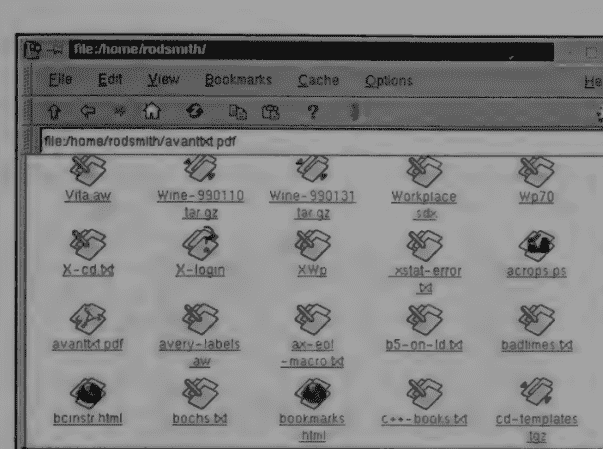 file:/home/rodsmith/
File Edit View Bookmarks Cache Options He
?
file:/home/rodsmith/avanttxt.pdf
Vita.aw Wine-990110 Wine-990131 Workplace Wp70
.tar.gz .tar.gz .sdx
X-cd.txt X-login XWp .xstat-error acrops.ps
.txt
avanttxt.pdf avery-labels ax-eol b5-on-ld.txt badtimes.txt
.aw -macro.txt
bcinstr.html bochs.txt bookmarks c++-books.txt cd-templates
.html .tgz